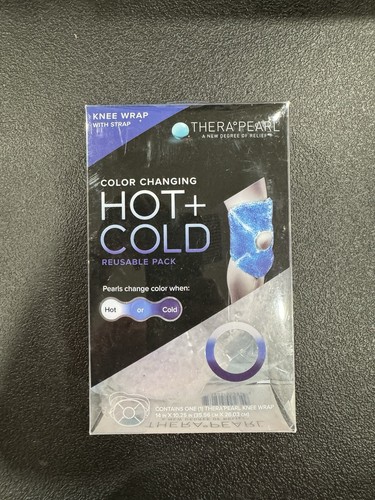 KNEE WRAP
WITH STRAP
THERA°PEARL
A NEW DEGREE OF RELIEF
COLOR CHANGING
HOT+
COLD
REUSABLE PACK
Pearls change color when:
Hot or Cold
CONTAINS ONE (1) THERA°PEARL KNEE WRAP
THERA°PEARL